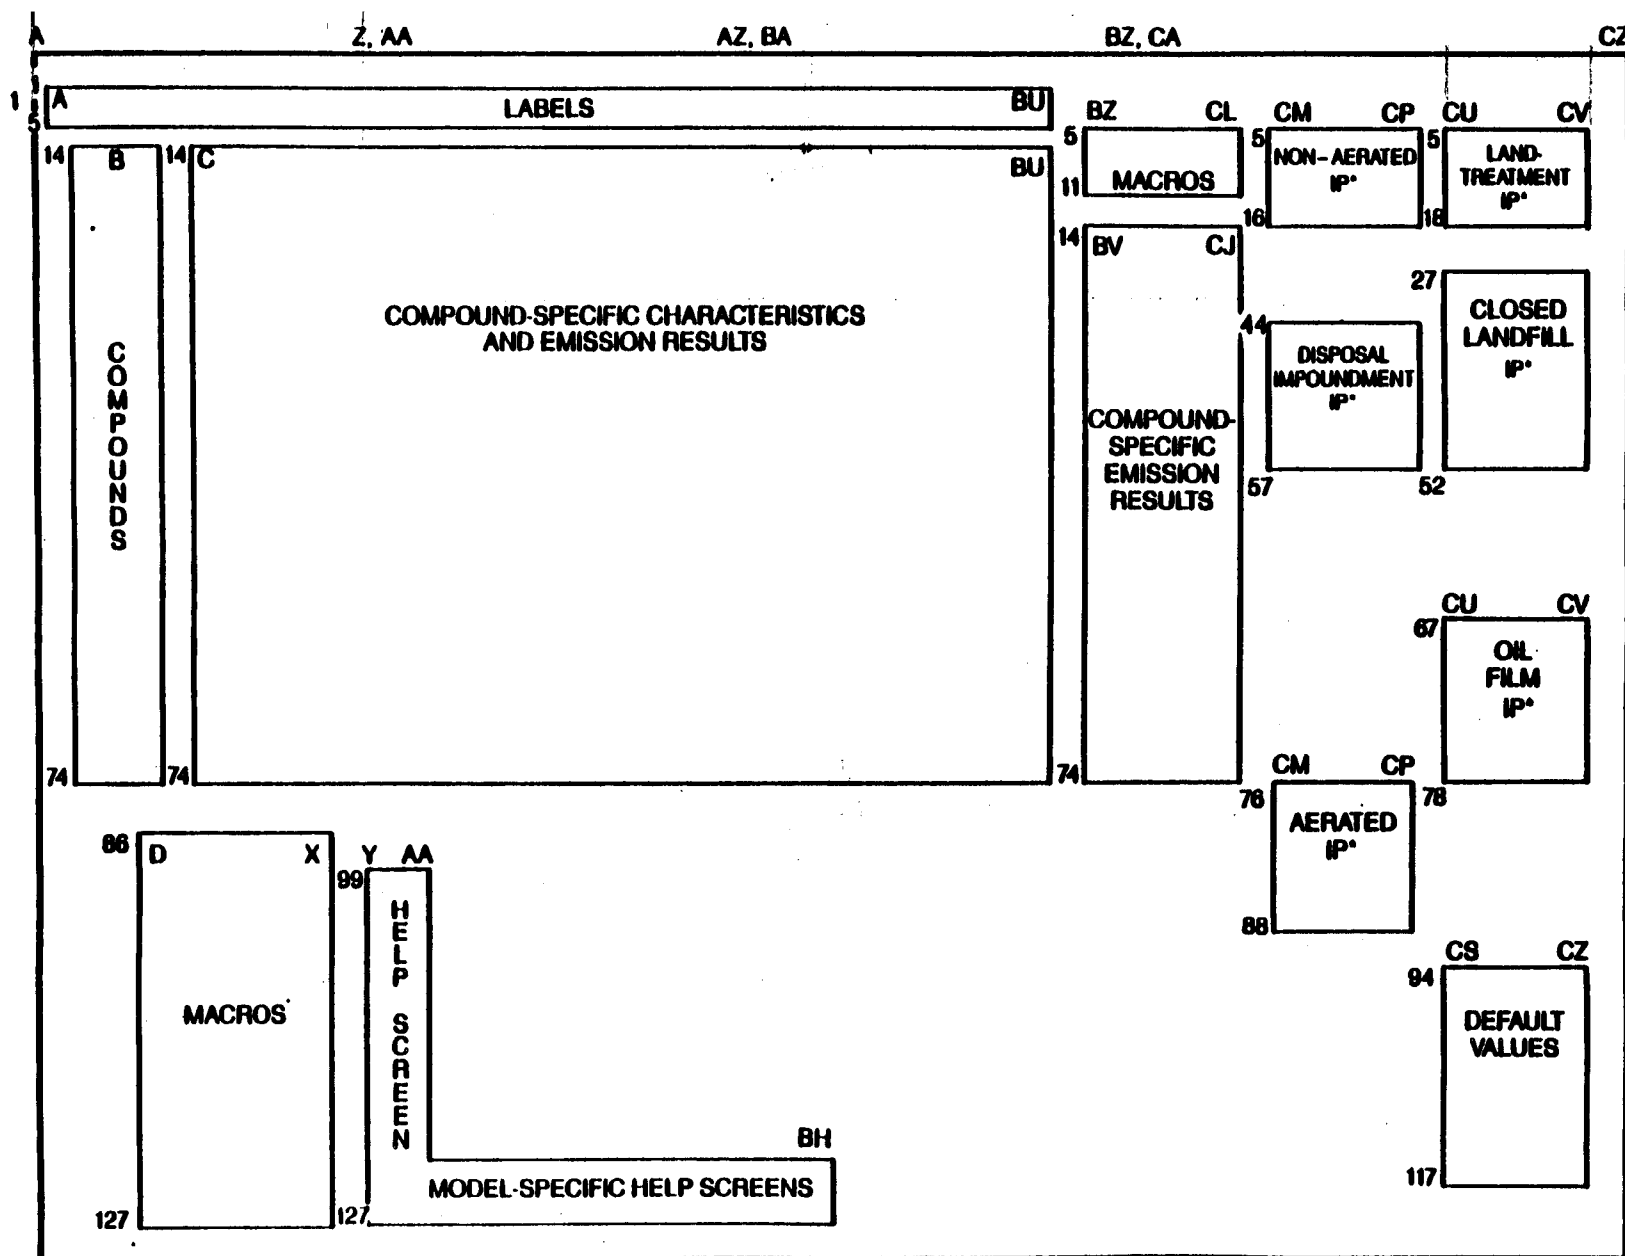 A Z, AA AZ, BA BZ, CA CZ
1 A LABELS BU
5
BZ CL
5
MACROS
11
CM CP
5
NON-AERATED
IP*
16
CU CV
5
LAND-
TREATMENT
IP*
18
14 B
COMPOUNDS
74
14 C BU
COMPOUND-SPECIFIC CHARACTERISTICS
AND EMISSION RESULTS
74
14
BV CJ
COMPOUND-
SPECIFIC
EMISSION
RESULTS
74
44
DISPOSAL
IMPOUNDMENT
IP*
57
27
CLOSED
LANDFILL
IP*
52
CU CV
67
OIL
FILM
IP*
78
CM CP
76
AERATED
IP*
88
86
D X
MACROS
127
Y AA
99
HELP SCREEN
BH
MODEL-SPECIFIC HELP SCREENS
127
CS CZ
94
DEFAULT
VALUES
117